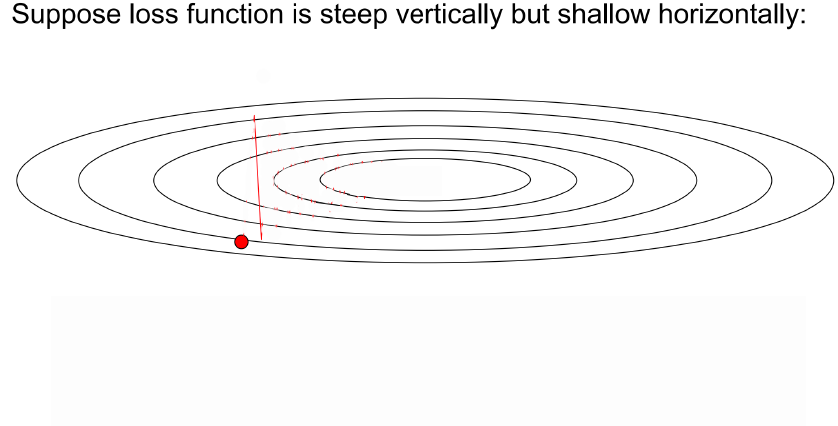 Suppose loss function is steep vertically but shallow horizontally: